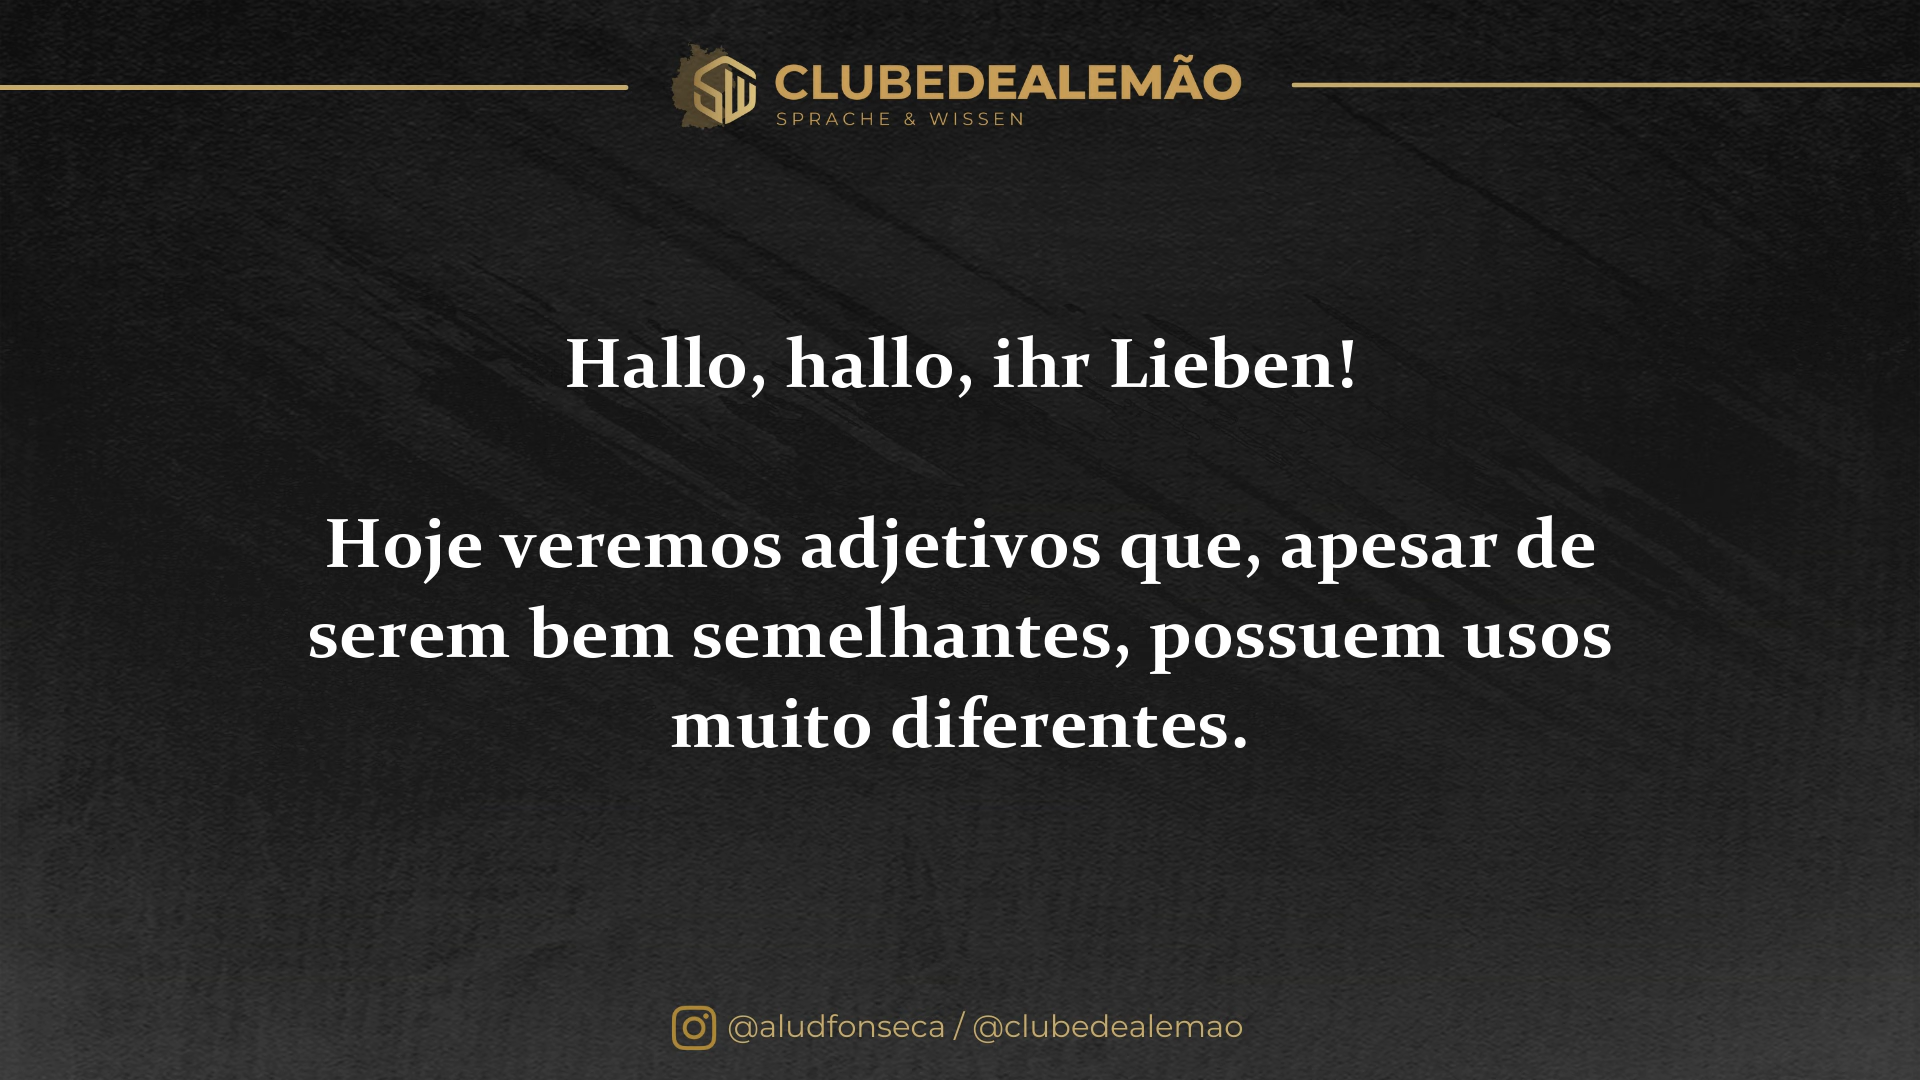 CLUBEDEALEMÃO
SPRACHE & WISSEN
Hallo, hallo, ihr Lieben!
Hoje veremos adjetivos que, apesar de
serem bem semelhantes, possuem usos
muito diferentes.
@aludfonseca / @clubedealemao